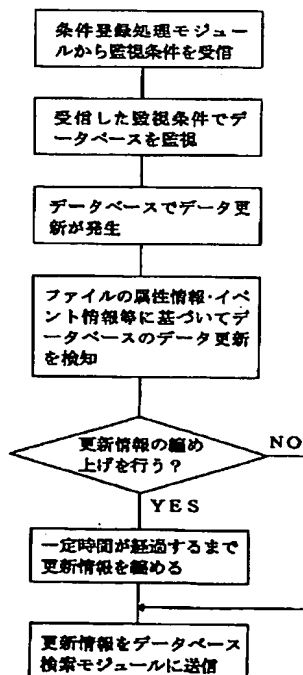 条件登録処理モジュー
ルから監視条件を受信
受信した監視条件でデ
ータベースを監視
データベースでデータ更
新が発生
ファイルの属性情報・イベ
ント情報等に基づいてデ
ータベースのデータ更新
を検知
更新情報の纏め
上げを行う？
NO
YES
一定時間が経過するまで
更新情報を纏める
更新情報をデータベース
検索モジュールに送信